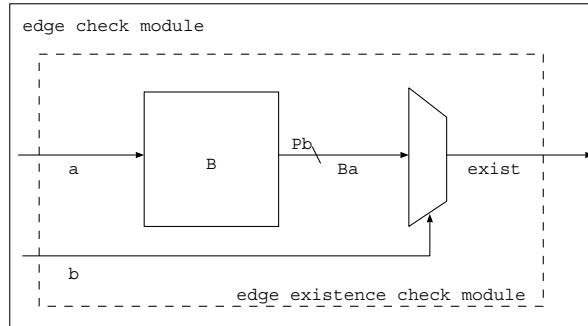 edge check module
Pb
B
a
Ba
exist
b
edge existence check module